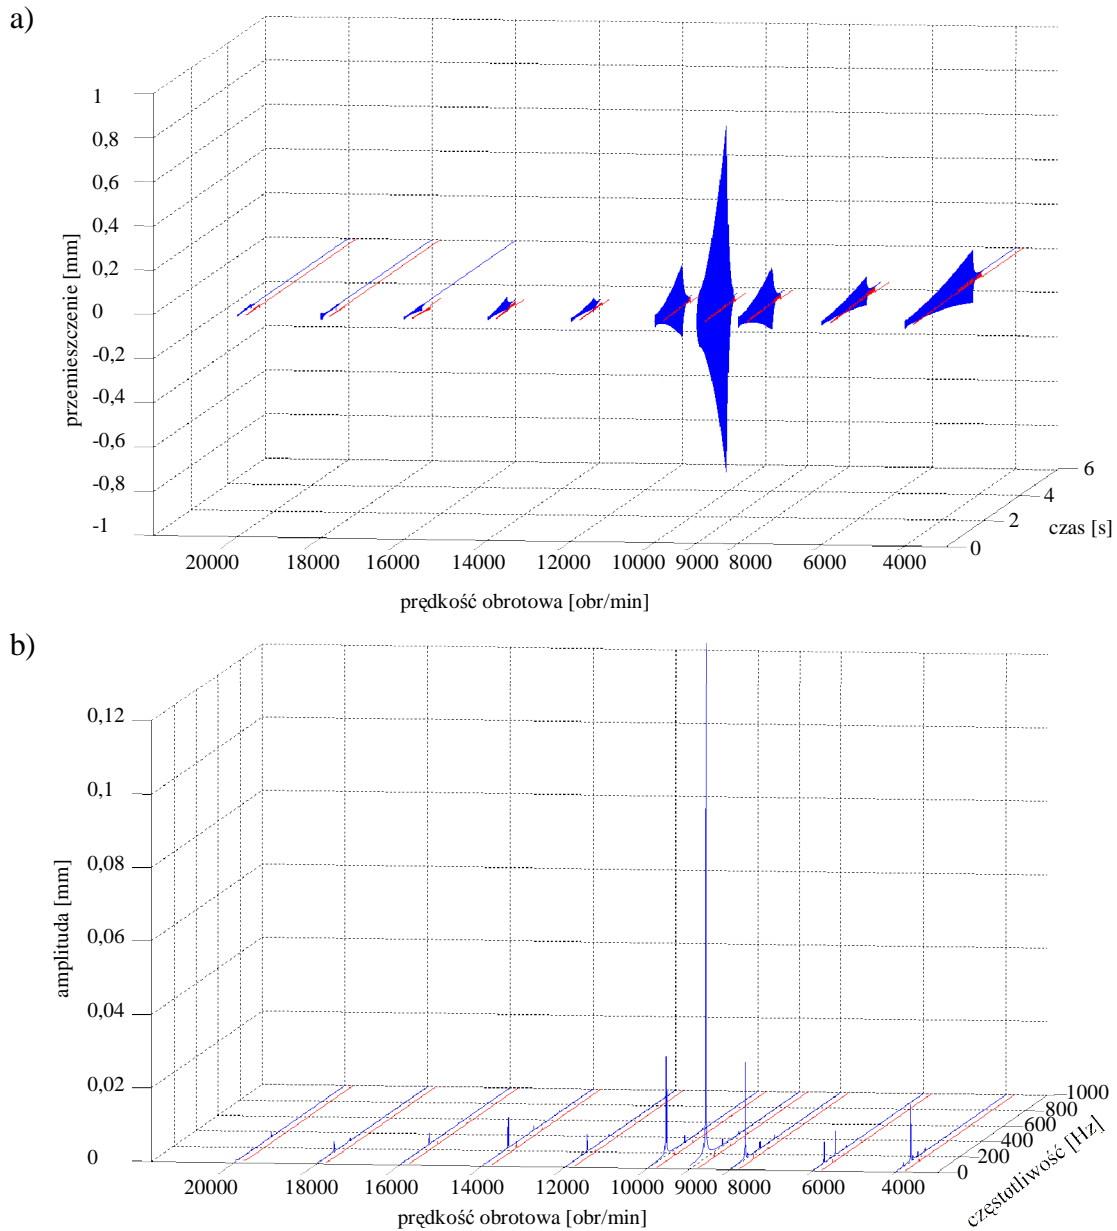 a)
1
0.8
0.6
0.4
0,2
0
-0,2
-0.4
-0.6
-0,8
-1
przemieszczenie [mm]
6
4
2
0
czas [s]
20000 18000 16000 14000 12000 10000 9000 8000 6000 4000
prędkość obrotowa [obr/min]
b)
0,12
0,1
0,08
0,06
0,04
0,02
0
amplituda [mm]
1000
800
600
400
200
0
częstotliwość [Hz]
20000 18000 16000 14000 12000 10000 9000 8000 6000 4000
prędkość obrotowa [obr/min]